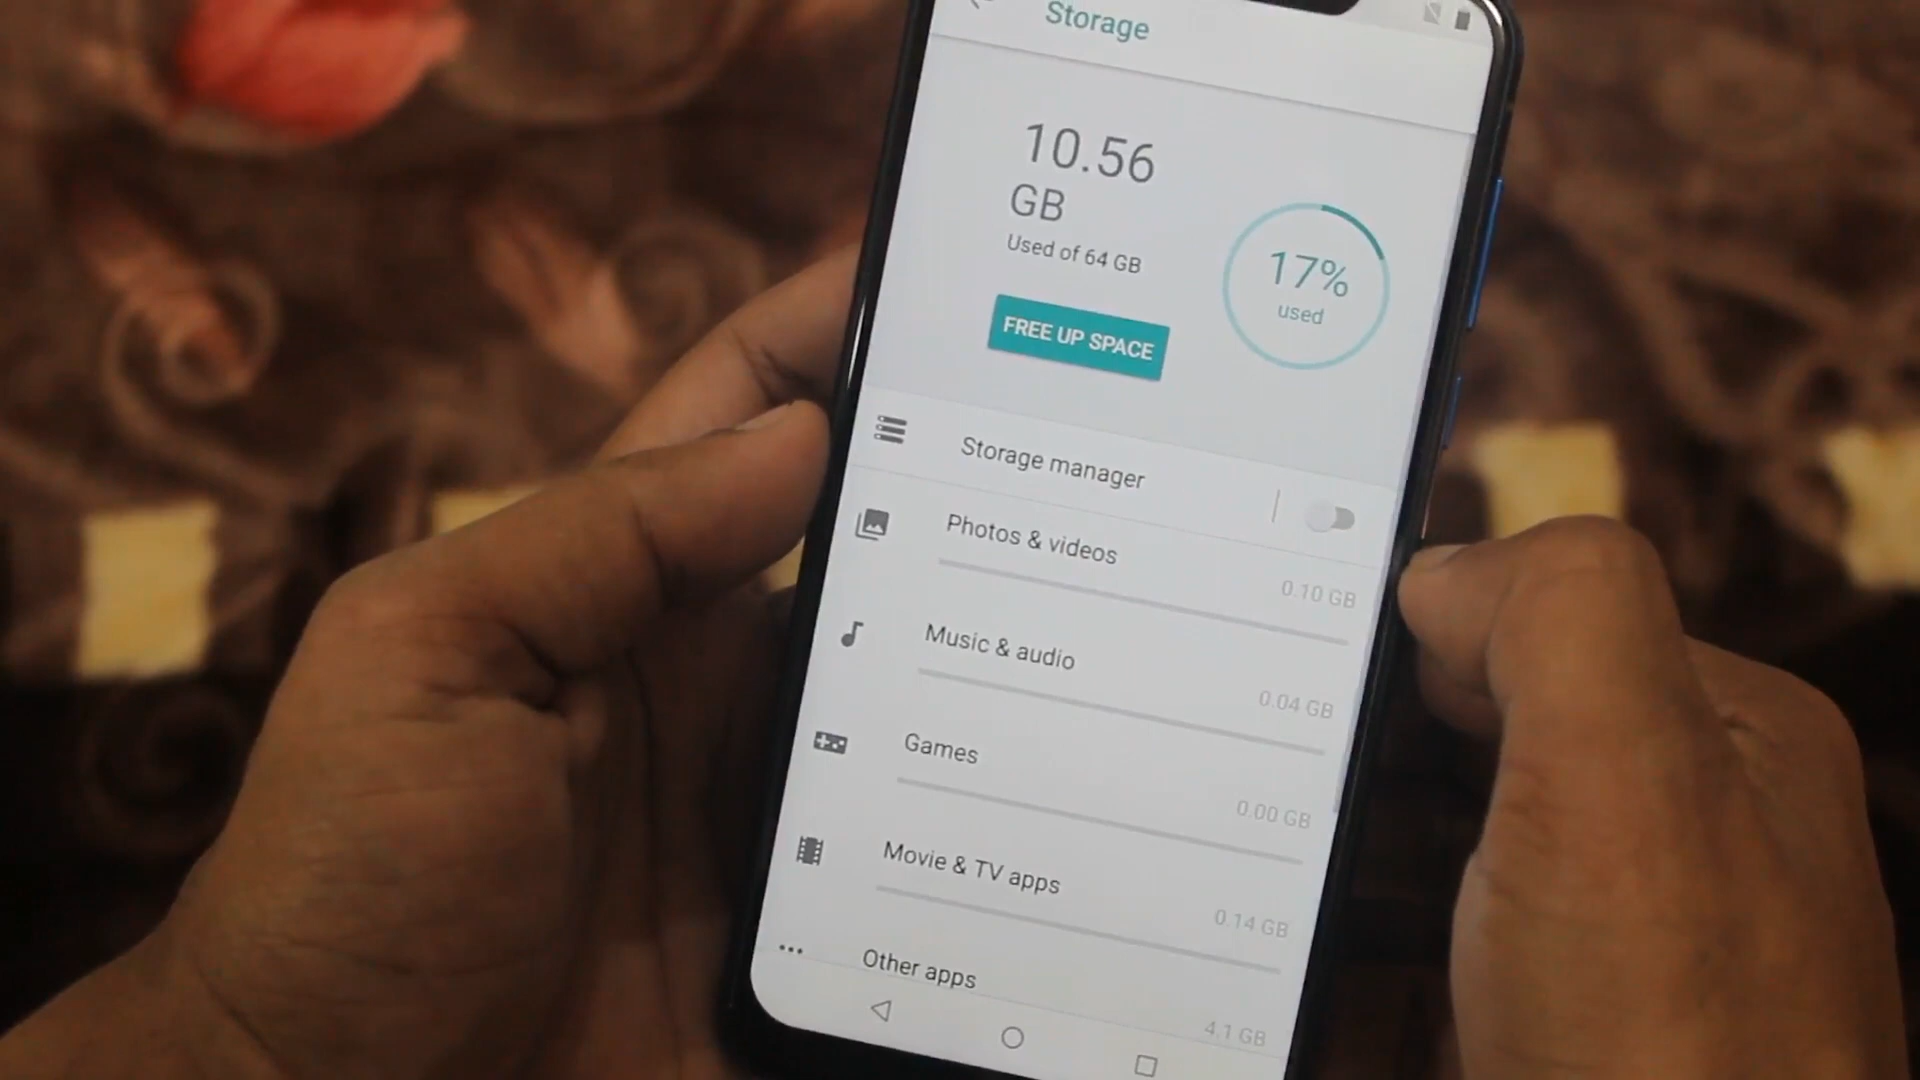 Storage
10.56
GB
Used of 64 GB
17%
used
FREE UP SPACE
Storage manager
Photos & videos
0.10 GB
Music & audio
0.04 GB
Games
0.00 GB
Movie & TV apps
0.14 GB
Other apps
4.1 GB